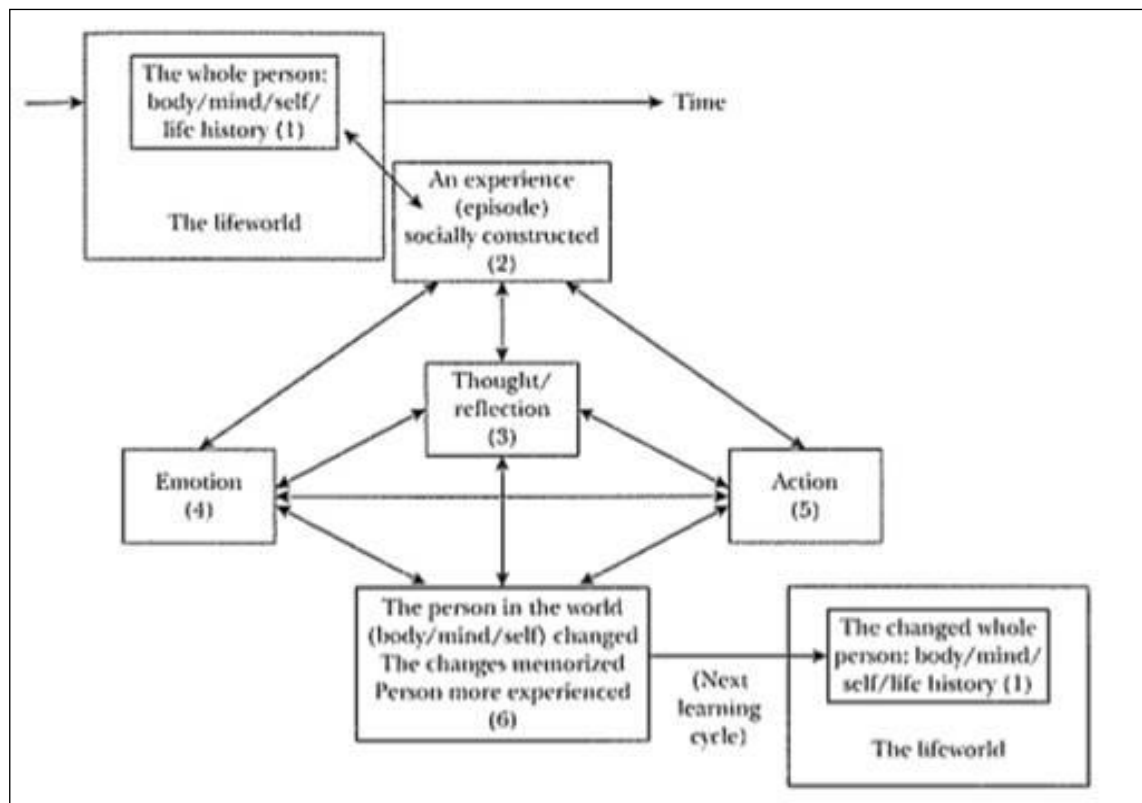 The whole person:
body/mind/self/
life history (1)
Time
The lifeworld
An experience
(episode)
socially constructed
(2)
Thought/
reflection
(3)
Emotion
(4)
Action
(5)
The person in the world
(body/mind/self) changed
The changes memorized
Person more experienced
(6)
(Next
learning
cycle)
The changed whole
person: body/mind/
self/life history (1)
The lifeworld